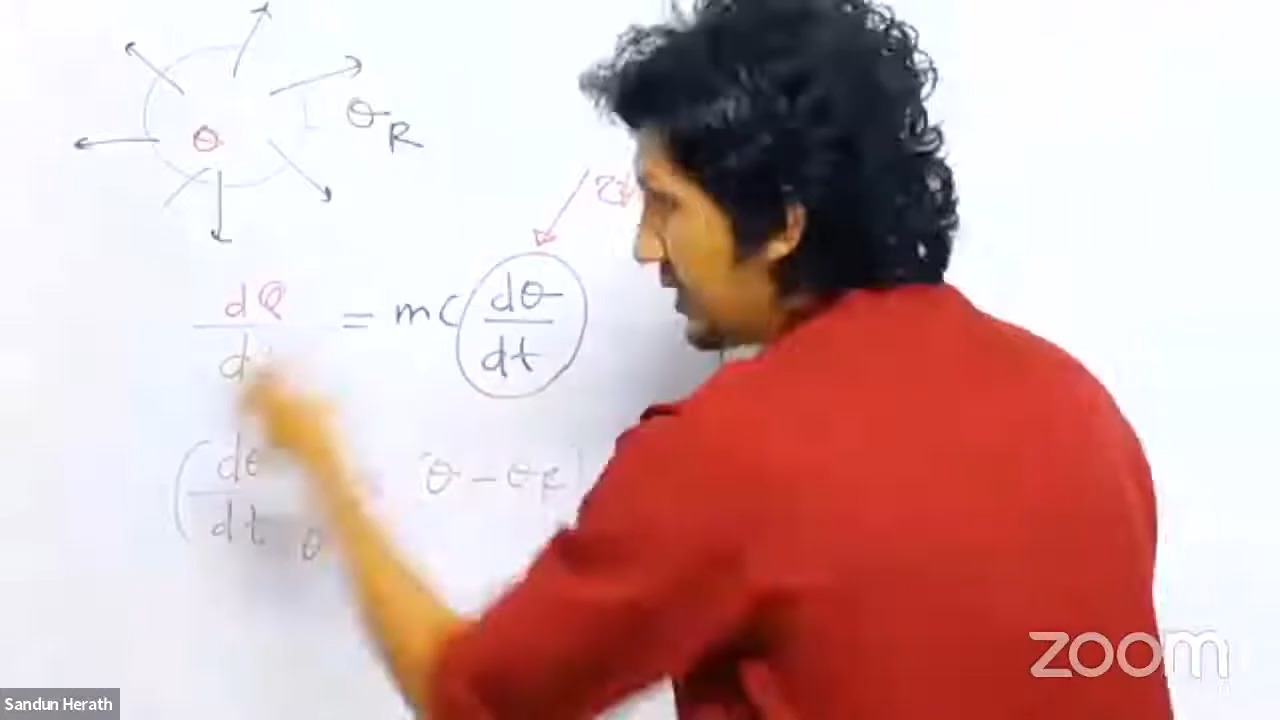 θ
θR
dQ
= mc dθ
dt
θ - θR
dt θ
zoom
Sandun Herath